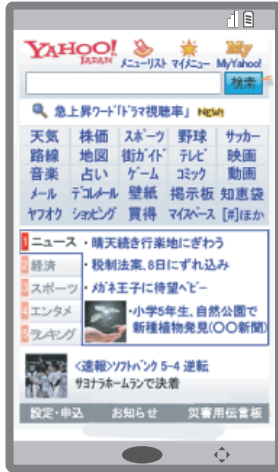 YAHOO! JAPAN メニューリスト マイメニュー My MyYahoo!
検索
急上昇ワード「ドラマ視聴率」 NEW!
天気 株価 スポーツ 野球 サッカー
路線 地図 街ガイド テレビ 映画
音楽 占い ゲーム コミック 動画
メール デコメール 壁紙 掲示板 知恵袋
ヤフオク ショッピング 買得 マイスペース [#]ほか
1 ニュース ・晴天続き行楽地にぎわう
2 経済 ・税制法案、8日にずれ込み
3 スポーツ ・メガネ王子に待望ベビー
4 エンタメ ・小学5年生、自然公園で
5 ランキング 新種植物発見(○○新聞)
<速報>ソフトバンク 5-4 逆転
サヨナラホームランで決着
設定・申込 お知らせ 災害用伝言板